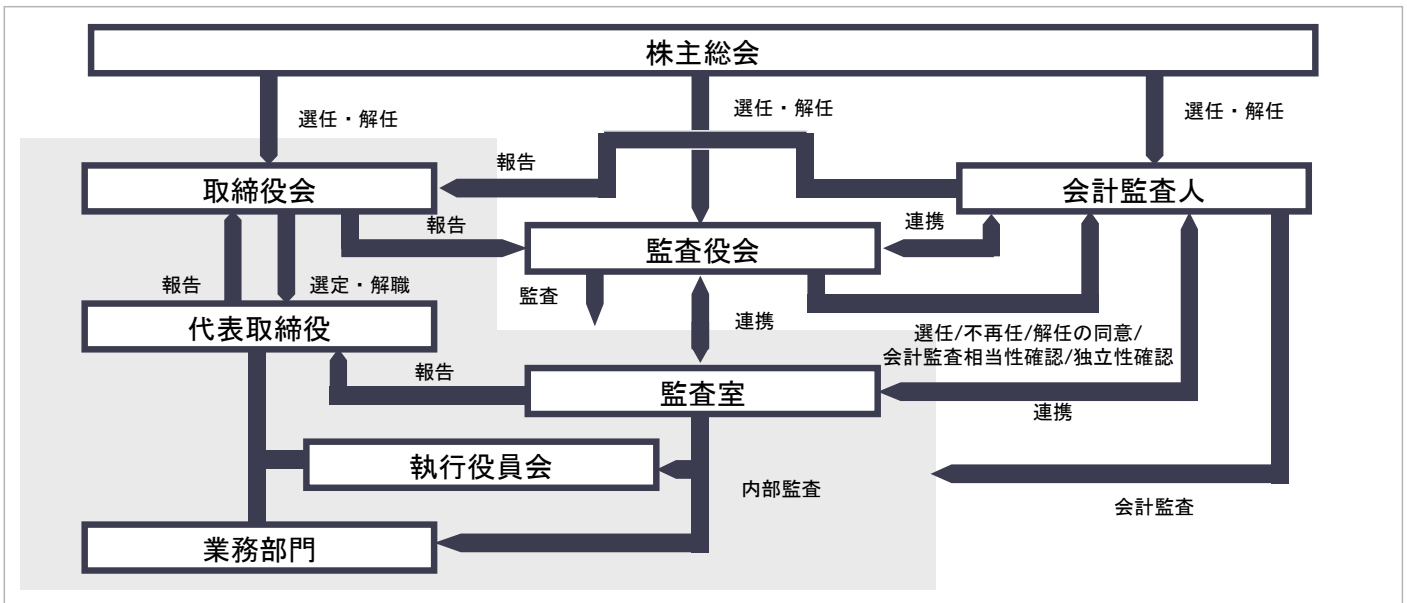 株主総会
選任・解任
選任・解任
選任・解任
報告
取締役会
会計監査人
報告
連携
監査役会
報告
選定・解職
監査
代表取締役
連携
選任/不再任/解任の同意/
会計監査相当性確認/独立性確認
報告
監査室
連携
執行役員会
内部監査
会計監査
業務部門